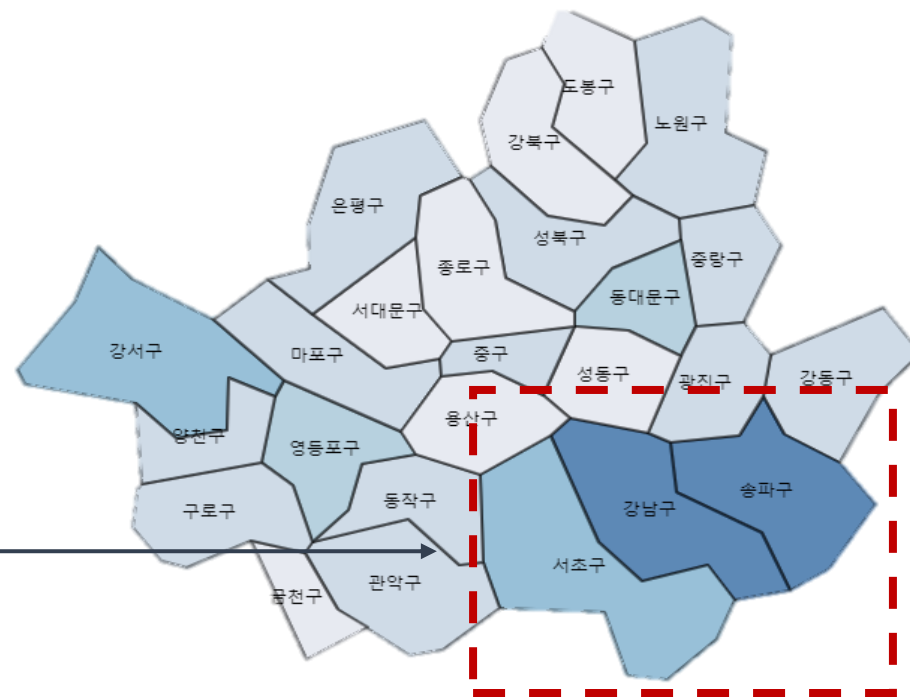 도봉구
노원구
강북구
은평구
성북구
중랑구
종로구
동대문구
서대문구
강서구
마포구
중구
성동구
광진구
강동구
용산구
양천구
영등포구
동작구
송파구
강남구
구로구
서초구
관악구
금천구